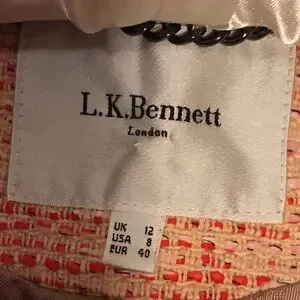 L.K.Bennett
London
UK 12
USA 8
EUR 40